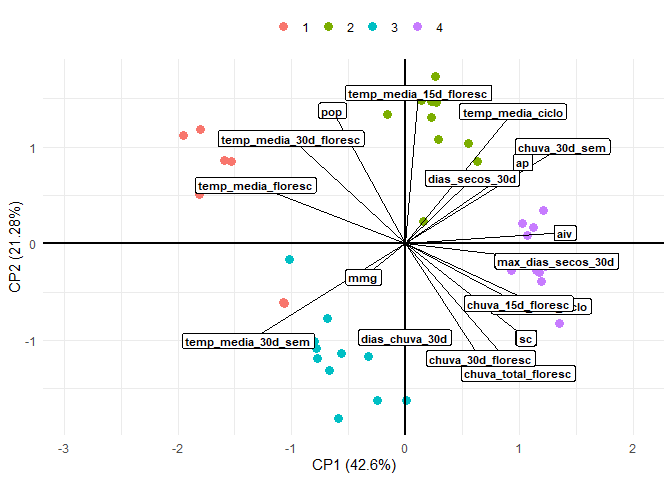 1 2 3 4
temp_media_15d_floresc
pop
temp_media_ciclo
temp_media_30d_floresc
chuva_30d_sem
1
ap
dias_secos_30d
temp_media_floresc
aiv
0
max_dias_secos_30d
mmg
chuva_15d_floresc
clo
temp_media_30d_sem
dias_chuva_30d
sc
-1
chuva_30d_floresc
chuva_total_floresc
CP2 (21.28%)
-3 -2 -1 0 1 2
CP1 (42.6%)